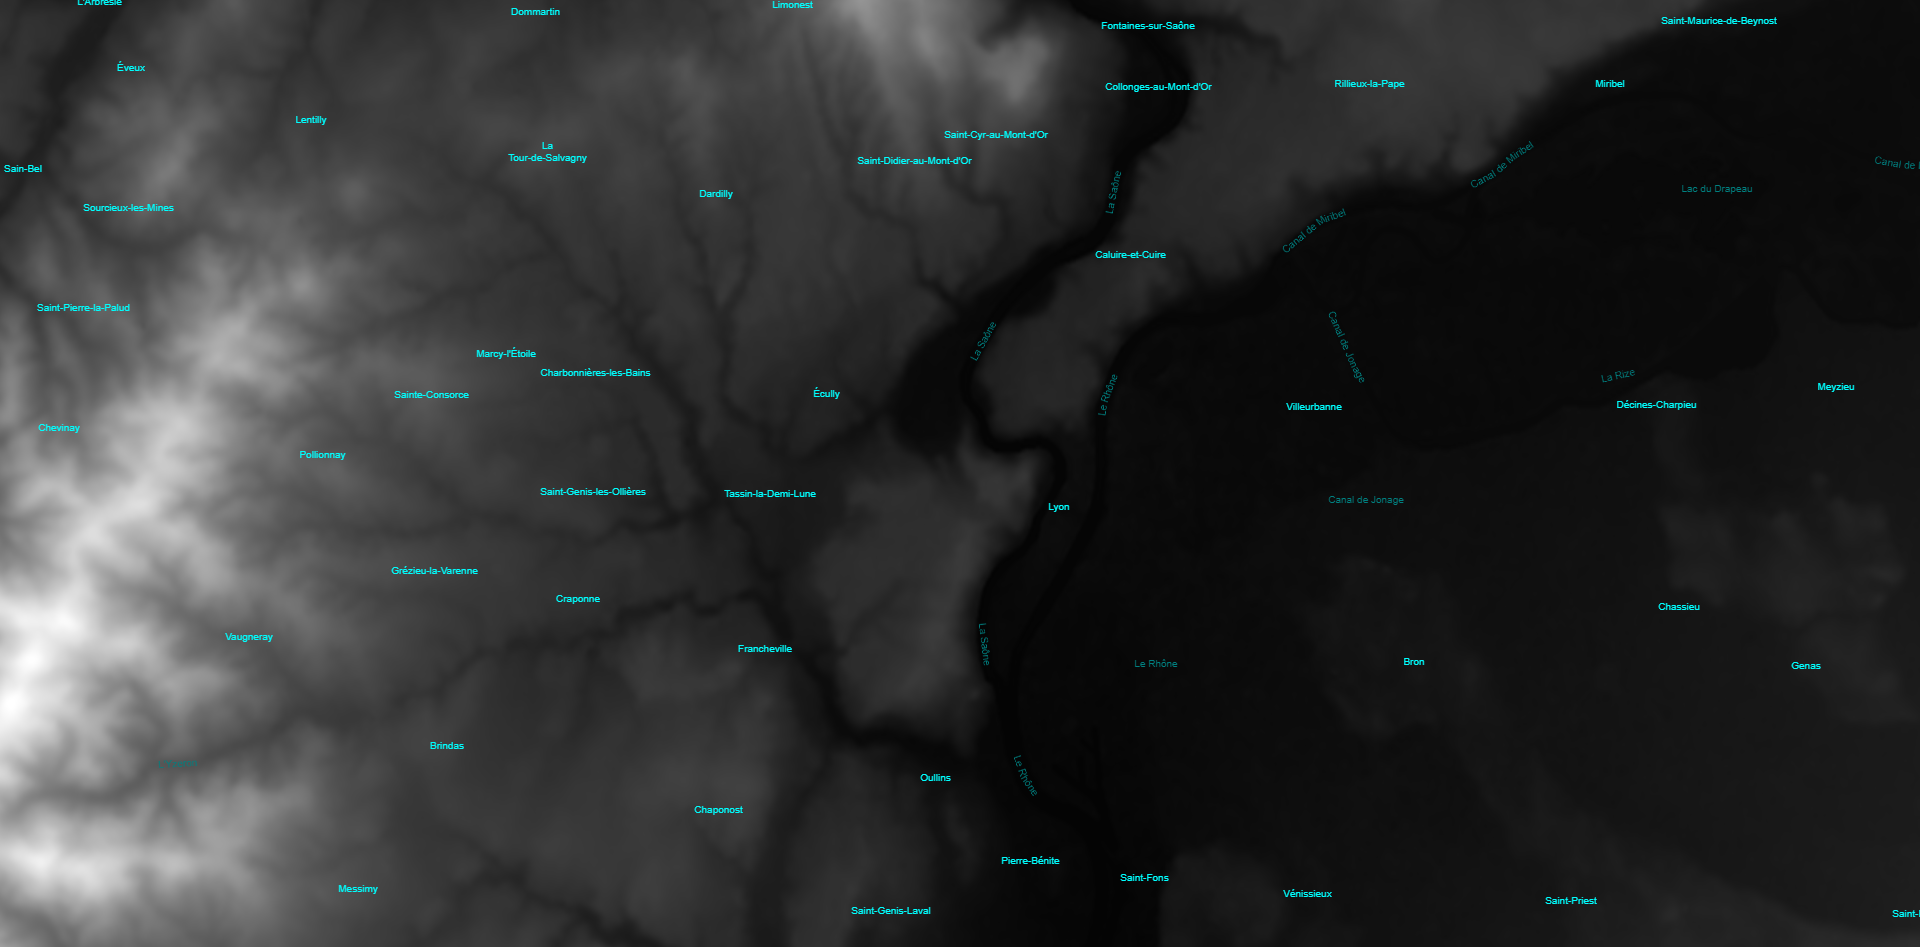 L'Arbresle
Limonest
Dommartin
Saint-Maurice-de-Beynost
Fontaines-sur-Saône
Éveux
Rillieux-la-Pape
Miribel
Collonges-au-Mont-d'Or
Lentilly
Saint-Cyr-au-Mont-d'Or
La
Tour-de-Salvagny
Saint-Didier-au-Mont-d'Or
Canal de Miribel
Canal de
Sain-Bel
Lac du Drapeau
La Saône
Dardilly
Sourcieux-les-Mines
Canal de Miribel
Caluire-et-Cuire
Saint-Pierre-la-Palud
La Saône
Canal de Jonage
Marcy-l'Étoile
Charbonnières-les-Bains
La Rize
Meyzieu
Sainte-Consorce
Écully
Le Rhône
Villeurbanne
Décines-Charpieu
Chevinay
Pollionnay
Saint-Genis-les-Ollières
Tassin-la-Demi-Lune
Canal de Jonage
Lyon
Grézieu-la-Varenne
Craponne
Chassieu
Vaugneray
La Saône
Francheville
Le Rhône
Bron
Genas
Brindas
Le Rhône
Oullins
Chaponost
Pierre-Bénite
Saint-Fons
Messimy
Vénissieux
Saint-Priest
Saint-Genis-Laval
Saint-